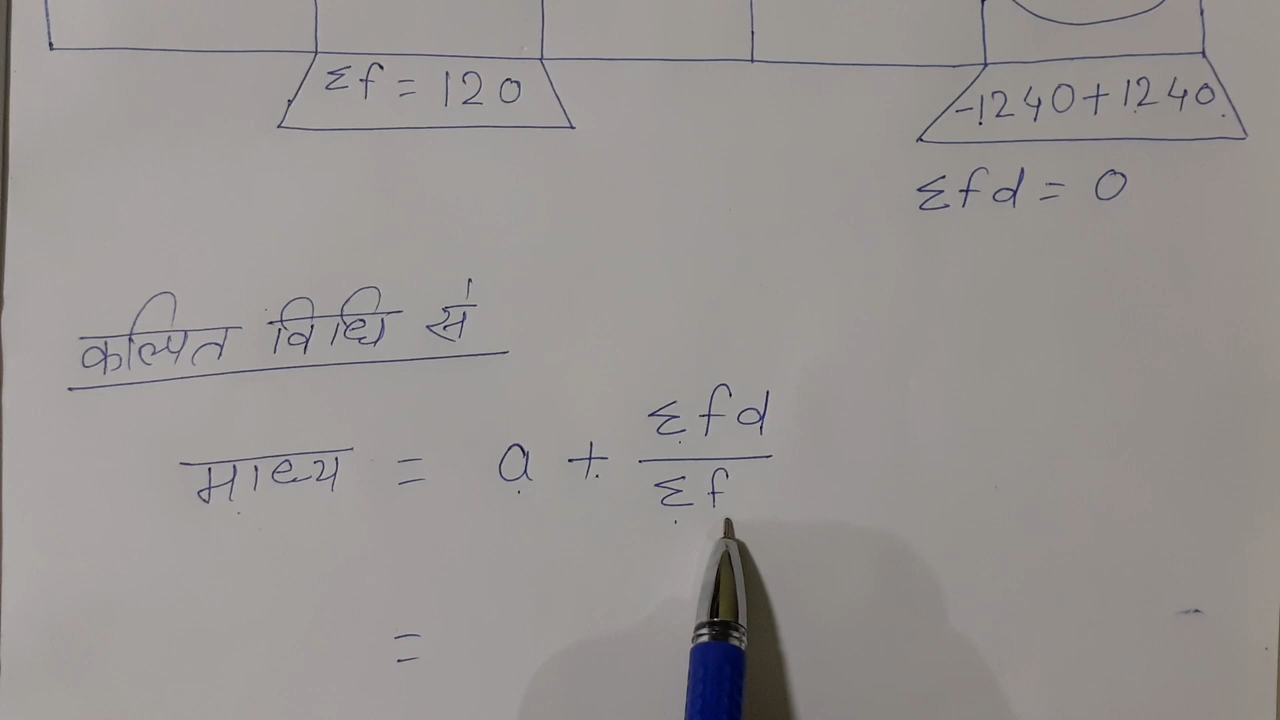 Σf = 120
-1240+1240
Σfd = 0
कल्पित विधि से
माध्य = a + Σfd / Σf
=